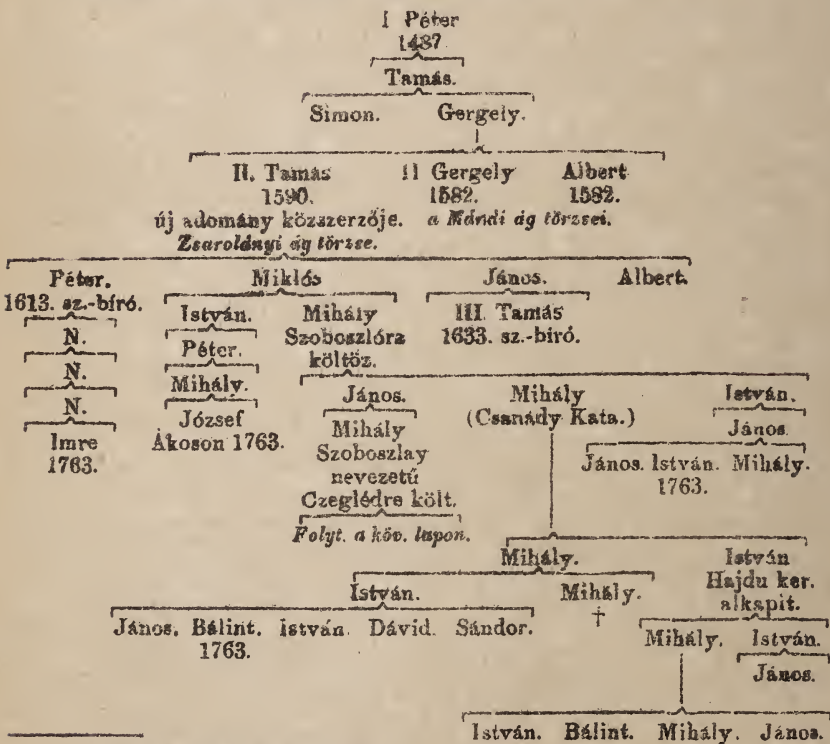 I Péter
1487
Tamás.
Simon. Gergely.
II. Tamás II Gergely Albert
1590. 1582. 1582.
új adomány közszerzője. a Mándi ág törzsei.
Zsarolányi ág törzse.
Péter. Miklós János. Albert.
1613. sz.-bíró. István. Mihály III. Tamás
N. Péter. Szoboszlóra 1633. sz.-bíró.
N. Mihály. költöz.
N. József János. Mihály István.
Imre Ákoson 1763. Mihály (Csanády Kata.) János
1763. Szoboszlay János. István. Mihály.
nevezetű 1763.
Czeglédre költ.
Folyt. a köv. lapon.
Mihály. István
István. Mihály. Hajdu ker.
† alkapit.
János. Bálint. István. Dávid. Sándor. Mihály. István.
1763. János.
István. Bálint. Mihály. János.